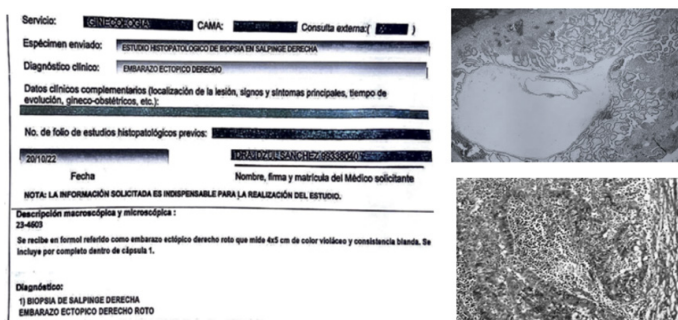 Servicio: GINECOLOGIA CAMA: Consulta externa:( )
Espécimen enviado: ESTUDIO HISTOPATOLOGICO DE BIOPSIA EN SALPINGE DERECHA
Diagnóstico clínico: EMBARAZO ECTOPICO DERECHO
Datos clínicos complementarios (localización de la lesión, signos y síntomas principales, tiempo de
evolución, gineco-obstétricos, etc.):
No. de folio de estudios histopatológicos previos:
20/10/22
Fecha Nombre, firma y matrícula del Médico solicitante
NOTA: LA INFORMACIÓN SOLICITADA ES INDISPENSABLE PARA LA REALIZACIÓN DEL ESTUDIO.
Descripción macroscópica y microscópica :
23-4603
Se recibe en formol referido como embarazo ectópico derecho roto que mide 4x5 cm de color violáceo y consistencia blanda. Se
incluye por completo dentro de cápsula 1.
Diagnóstico:
1) BIOPSIA DE SALPINGE DERECHA
EMBARAZO ECTOPICO DERECHO ROTO